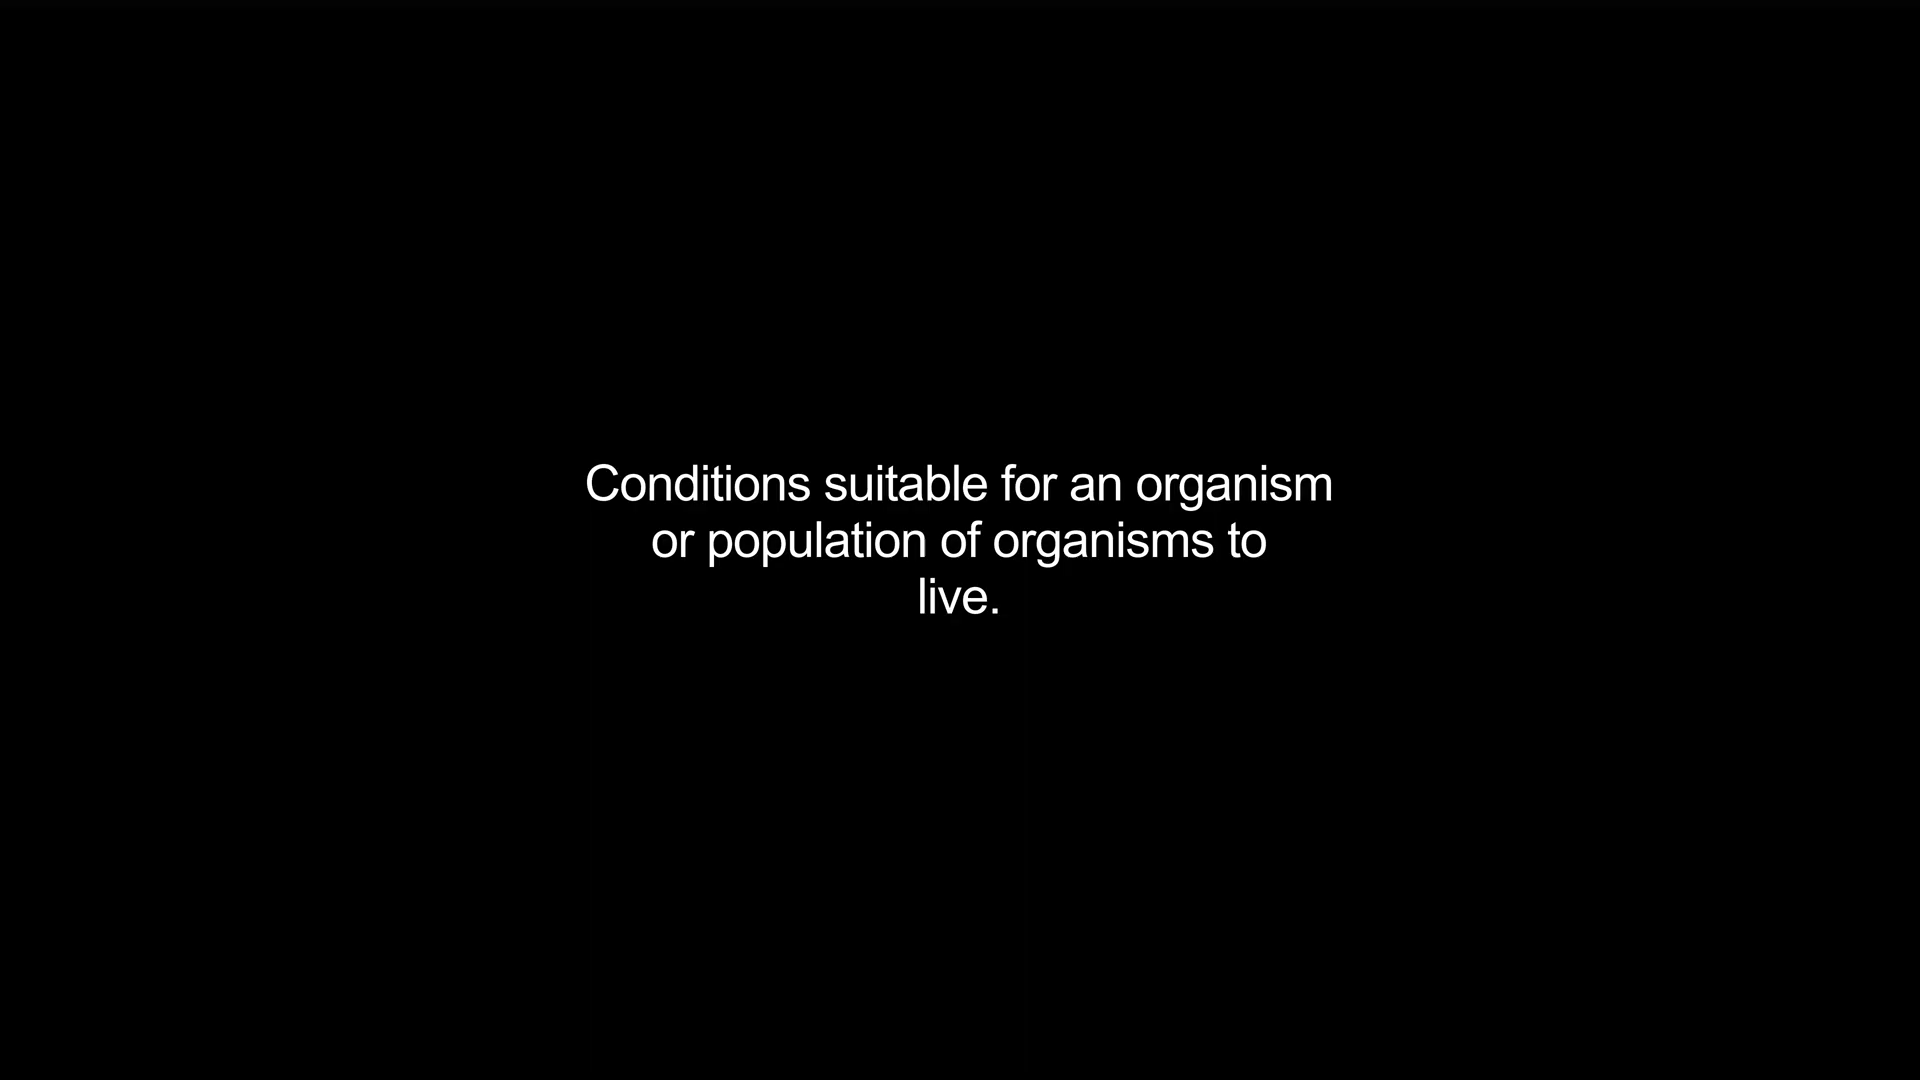 Conditions suitable for an organism
or population of organisms to
live.